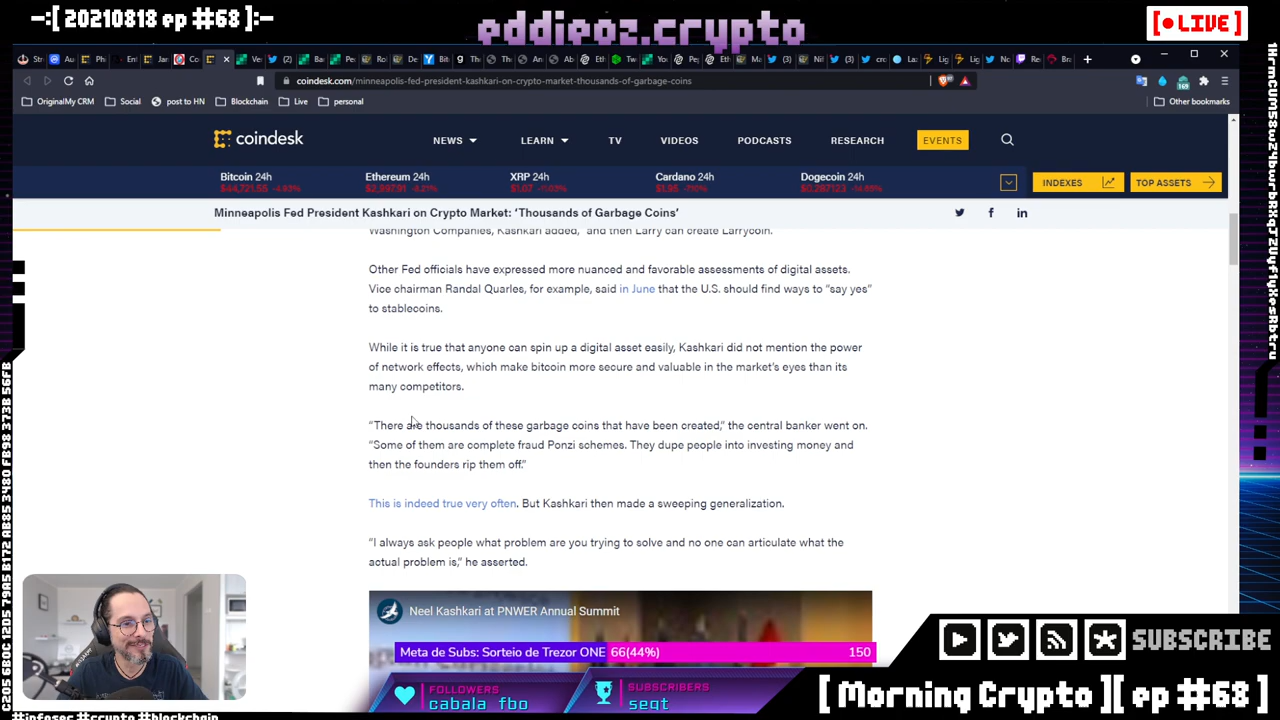 -:[ 20210818 ep #68 ]:-
eddieoz.crypto
[ ● LIVE ]
coindesk.com/minneapolis-fed-president-kashkari-on-crypto-market-thousands-of-garbage-coins
OriginalMy CRM
Social
post to HN
Blockchain
Live
personal
Other bookmarks
coindesk
NEWS
LEARN
TV
VIDEOS
PODCASTS
RESEARCH
EVENTS
Bitcoin 24h
Ethereum 24h
XRP 24h
Cardano 24h
Dogecoin 24h
INDEXES
TOP ASSETS
Minneapolis Fed President Kashkari on Crypto Market: ‘Thousands of Garbage Coins’
Washington Companies, Kashkari added, “and then Larry can create Larrycoin.
Other Fed officials have expressed more nuanced and favorable assessments of digital assets.
Vice chairman Randal Quarles, for example, said in June that the U.S. should find ways to “say yes”
to stablecoins.
While it is true that anyone can spin up a digital asset easily, Kashkari did not mention the power
of network effects, which make bitcoin more secure and valuable in the market’s eyes than its
many competitors.
“There are thousands of these garbage coins that have been created,” the central banker went on.
“Some of them are complete fraud Ponzi schemes. They dupe people into investing money and
then the founders rip them off.”
This is indeed true very often. But Kashkari then made a sweeping generalization.
“I always ask people what problem are you trying to solve and no one can articulate what the
actual problem is,” he asserted.
Neel Kashkari at PNWER Annual Summit
Meta de Subs: Sorteio de Trezor ONE 66(44%) 150
FOLLOWERS
cabala_fbo
SUBSCRIBERS
seqt
SUBSCRIBE
[ Morning Crypto ][ ep #68 ]
#infosec #crypto #blockchain
C2C05 5B0C 12D5 79A5 B172 AB85 3480 FB98 373B 567B